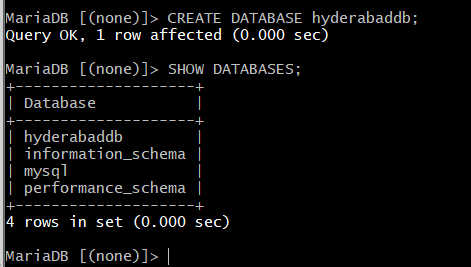 MariaDB [(none)]> CREATE DATABASE hyderabaddb;
Query OK, 1 row affected (0.000 sec)
MariaDB [(none)]> SHOW DATABASES;
+--------------------+
| Database           |
+--------------------+
| hyderabaddb        |
| information_schema |
| mysql              |
| performance_schema |
+--------------------+
4 rows in set (0.000 sec)
MariaDB [(none)]>